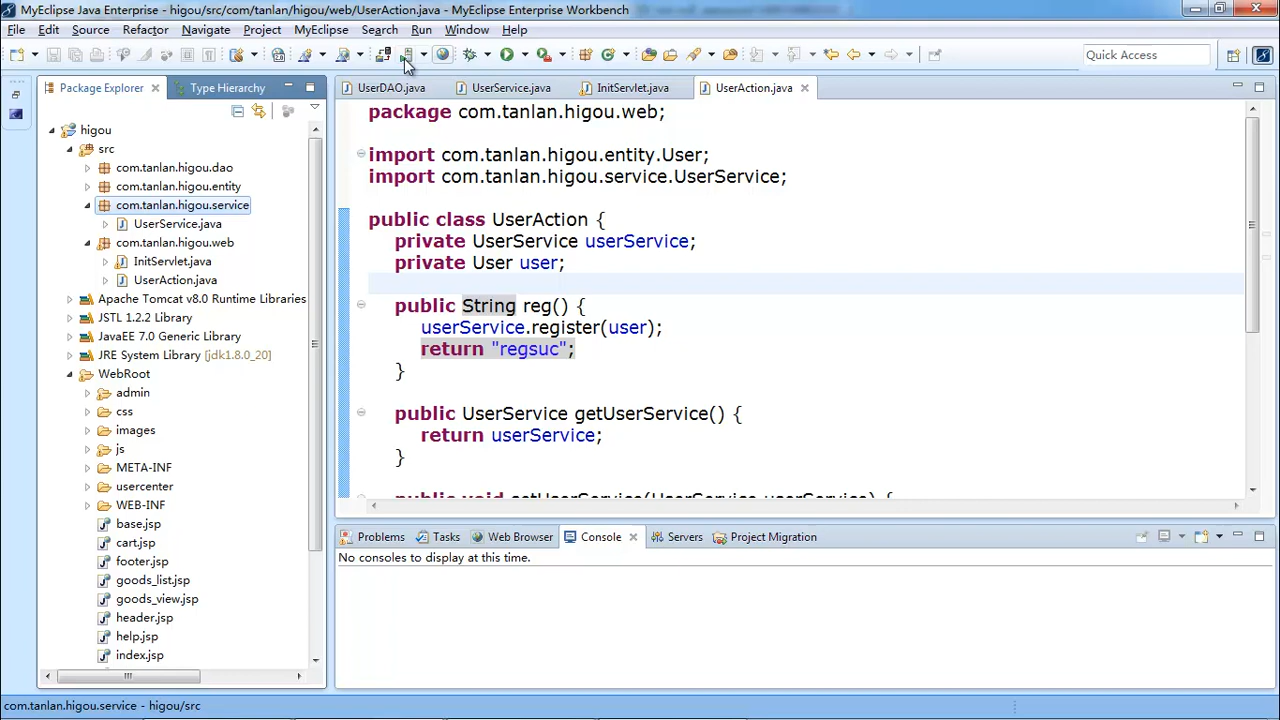 MyEclipse Java Enterprise - higou/src/com/tanlan/higou/web/UserAction.java - MyEclipse Enterprise Workbench
File Edit Source Refactor Navigate Project MyEclipse Search Run Window Help
Quick Access
Package Explorer Type Hierarchy
higou
src
com.tanlan.higou.dao
com.tanlan.higou.entity
com.tanlan.higou.service
UserService.java
com.tanlan.higou.web
InitServlet.java
UserAction.java
Apache Tomcat v8.0 Runtime Libraries
JSTL 1.2.2 Library
JavaEE 7.0 Generic Library
JRE System Library [jdk1.8.0_20]
WebRoot
admin
css
images
js
META-INF
usercenter
WEB-INF
base.jsp
cart.jsp
footer.jsp
goods_list.jsp
goods_view.jsp
header.jsp
help.jsp
index.jsp
UserDAO.java UserService.java InitServlet.java UserAction.java
package com.tanlan.higou.web;
import com.tanlan.higou.entity.User;
import com.tanlan.higou.service.UserService;
public class UserAction {
private UserService userService;
private User user;
public String reg() {
userService.register(user);
return "regsuc";
}
public UserService getUserService() {
return userService;
}
public void setUserService(UserService userService) {
Problems Tasks Web Browser Console Servers Project Migration
No consoles to display at this time.
com.tanlan.higou.service - higou/src